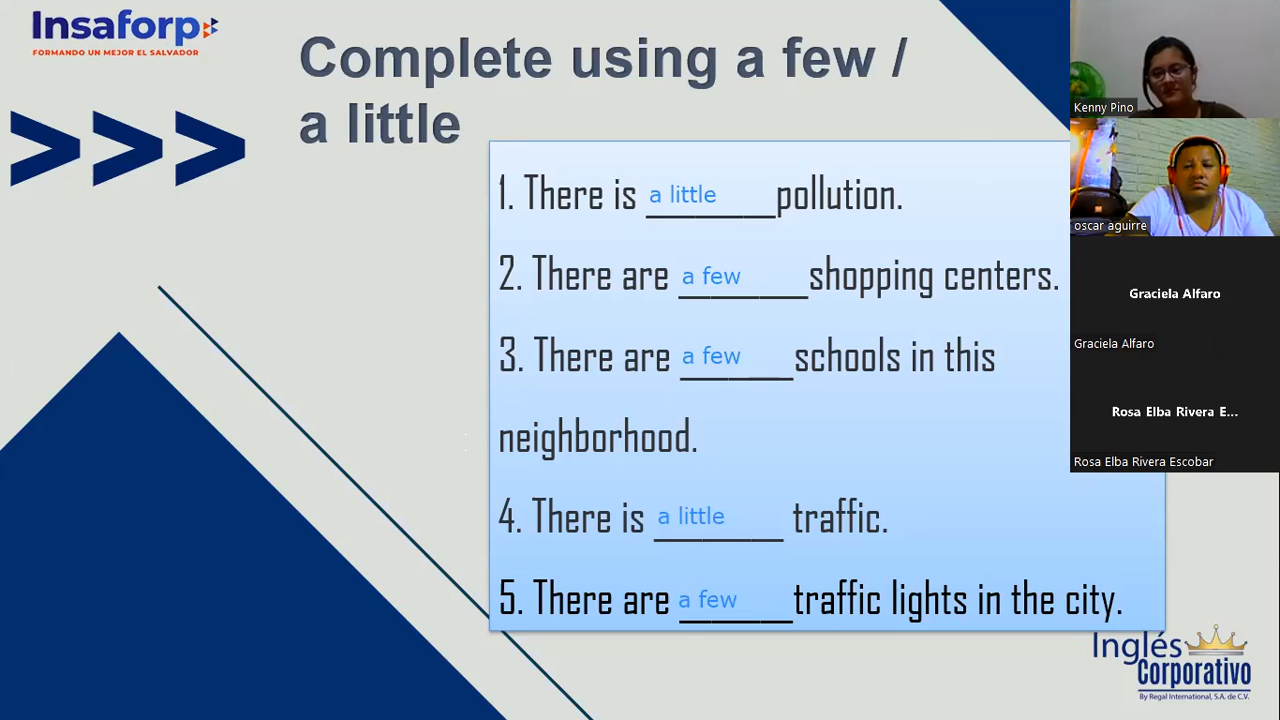 Insaforp
FORMANDO UN MEJOR EL SALVADOR
Complete using a few /
a little
1. There is a little pollution.
2. There are a few shopping centers.
3. There are a few schools in this
neighborhood.
4. There is a little traffic.
5. There are a few traffic lights in the city.
Kenny Pino
oscar aguirre
Graciela Alfaro
Graciela Alfaro
Rosa Elba Rivera E...
Rosa Elba Rivera Escobar
Inglés
Corporativo
By Regal International, S.A. de C.V.